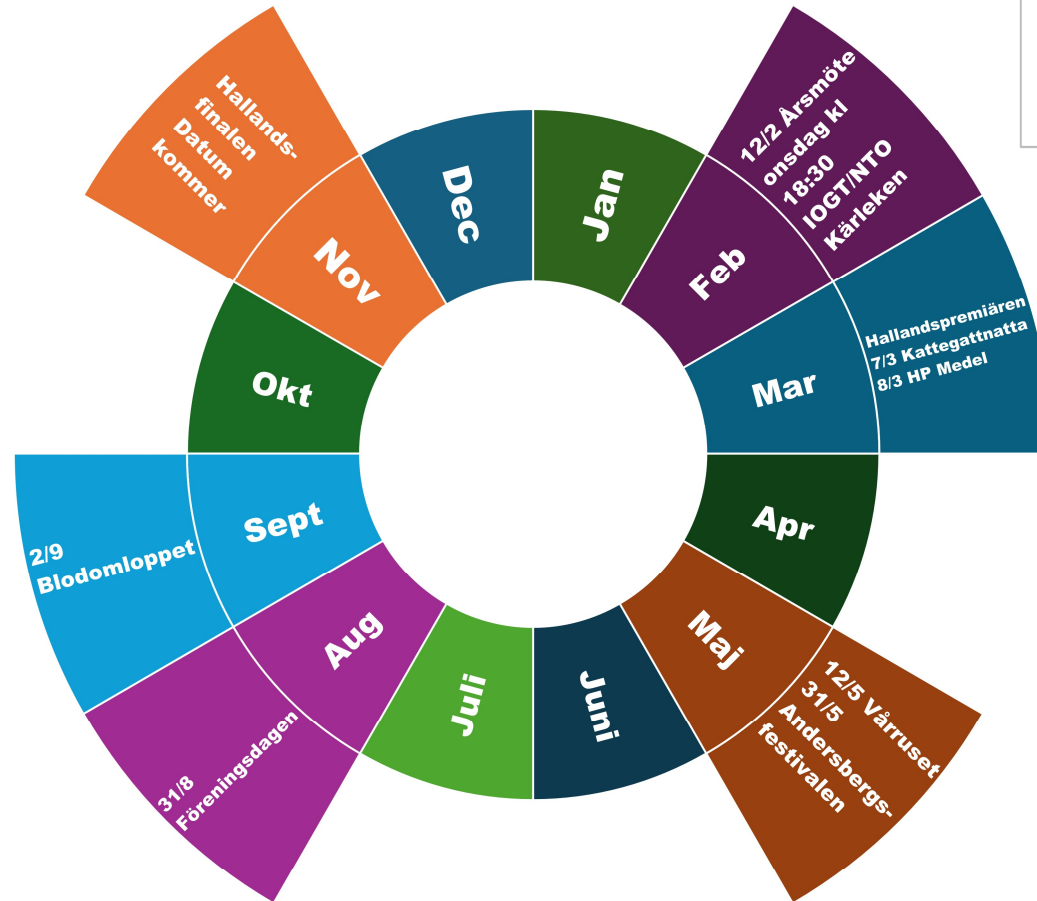 Jan
Feb
12/2 Årsmöte
onsdag kl
18:30
IOGT/NTO
Kärleken
Mar
Hallandspremiären
7/3 Kattegattnatta
8/3 HP Medel
Apr
Maj
12/5 Vårruset
31/5
Andersbergs-
festivalen
Juni
Juli
Aug
31/8
Föreningsdagen
Sept
2/9
Blodomloppet
Okt
Nov
Hallands-
finalen
Datum
kommer
Dec